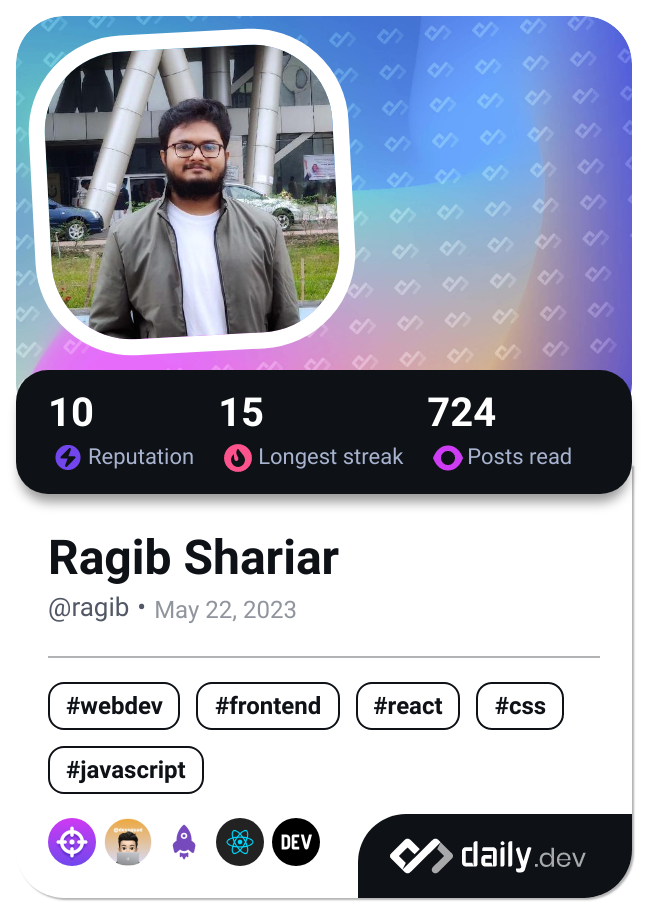 10 15 724
Reputation Longest streak Posts read
Ragib Shariar
@ragib • May 22, 2023
#webdev #frontend #react #css
#javascript
DEV
daily.dev